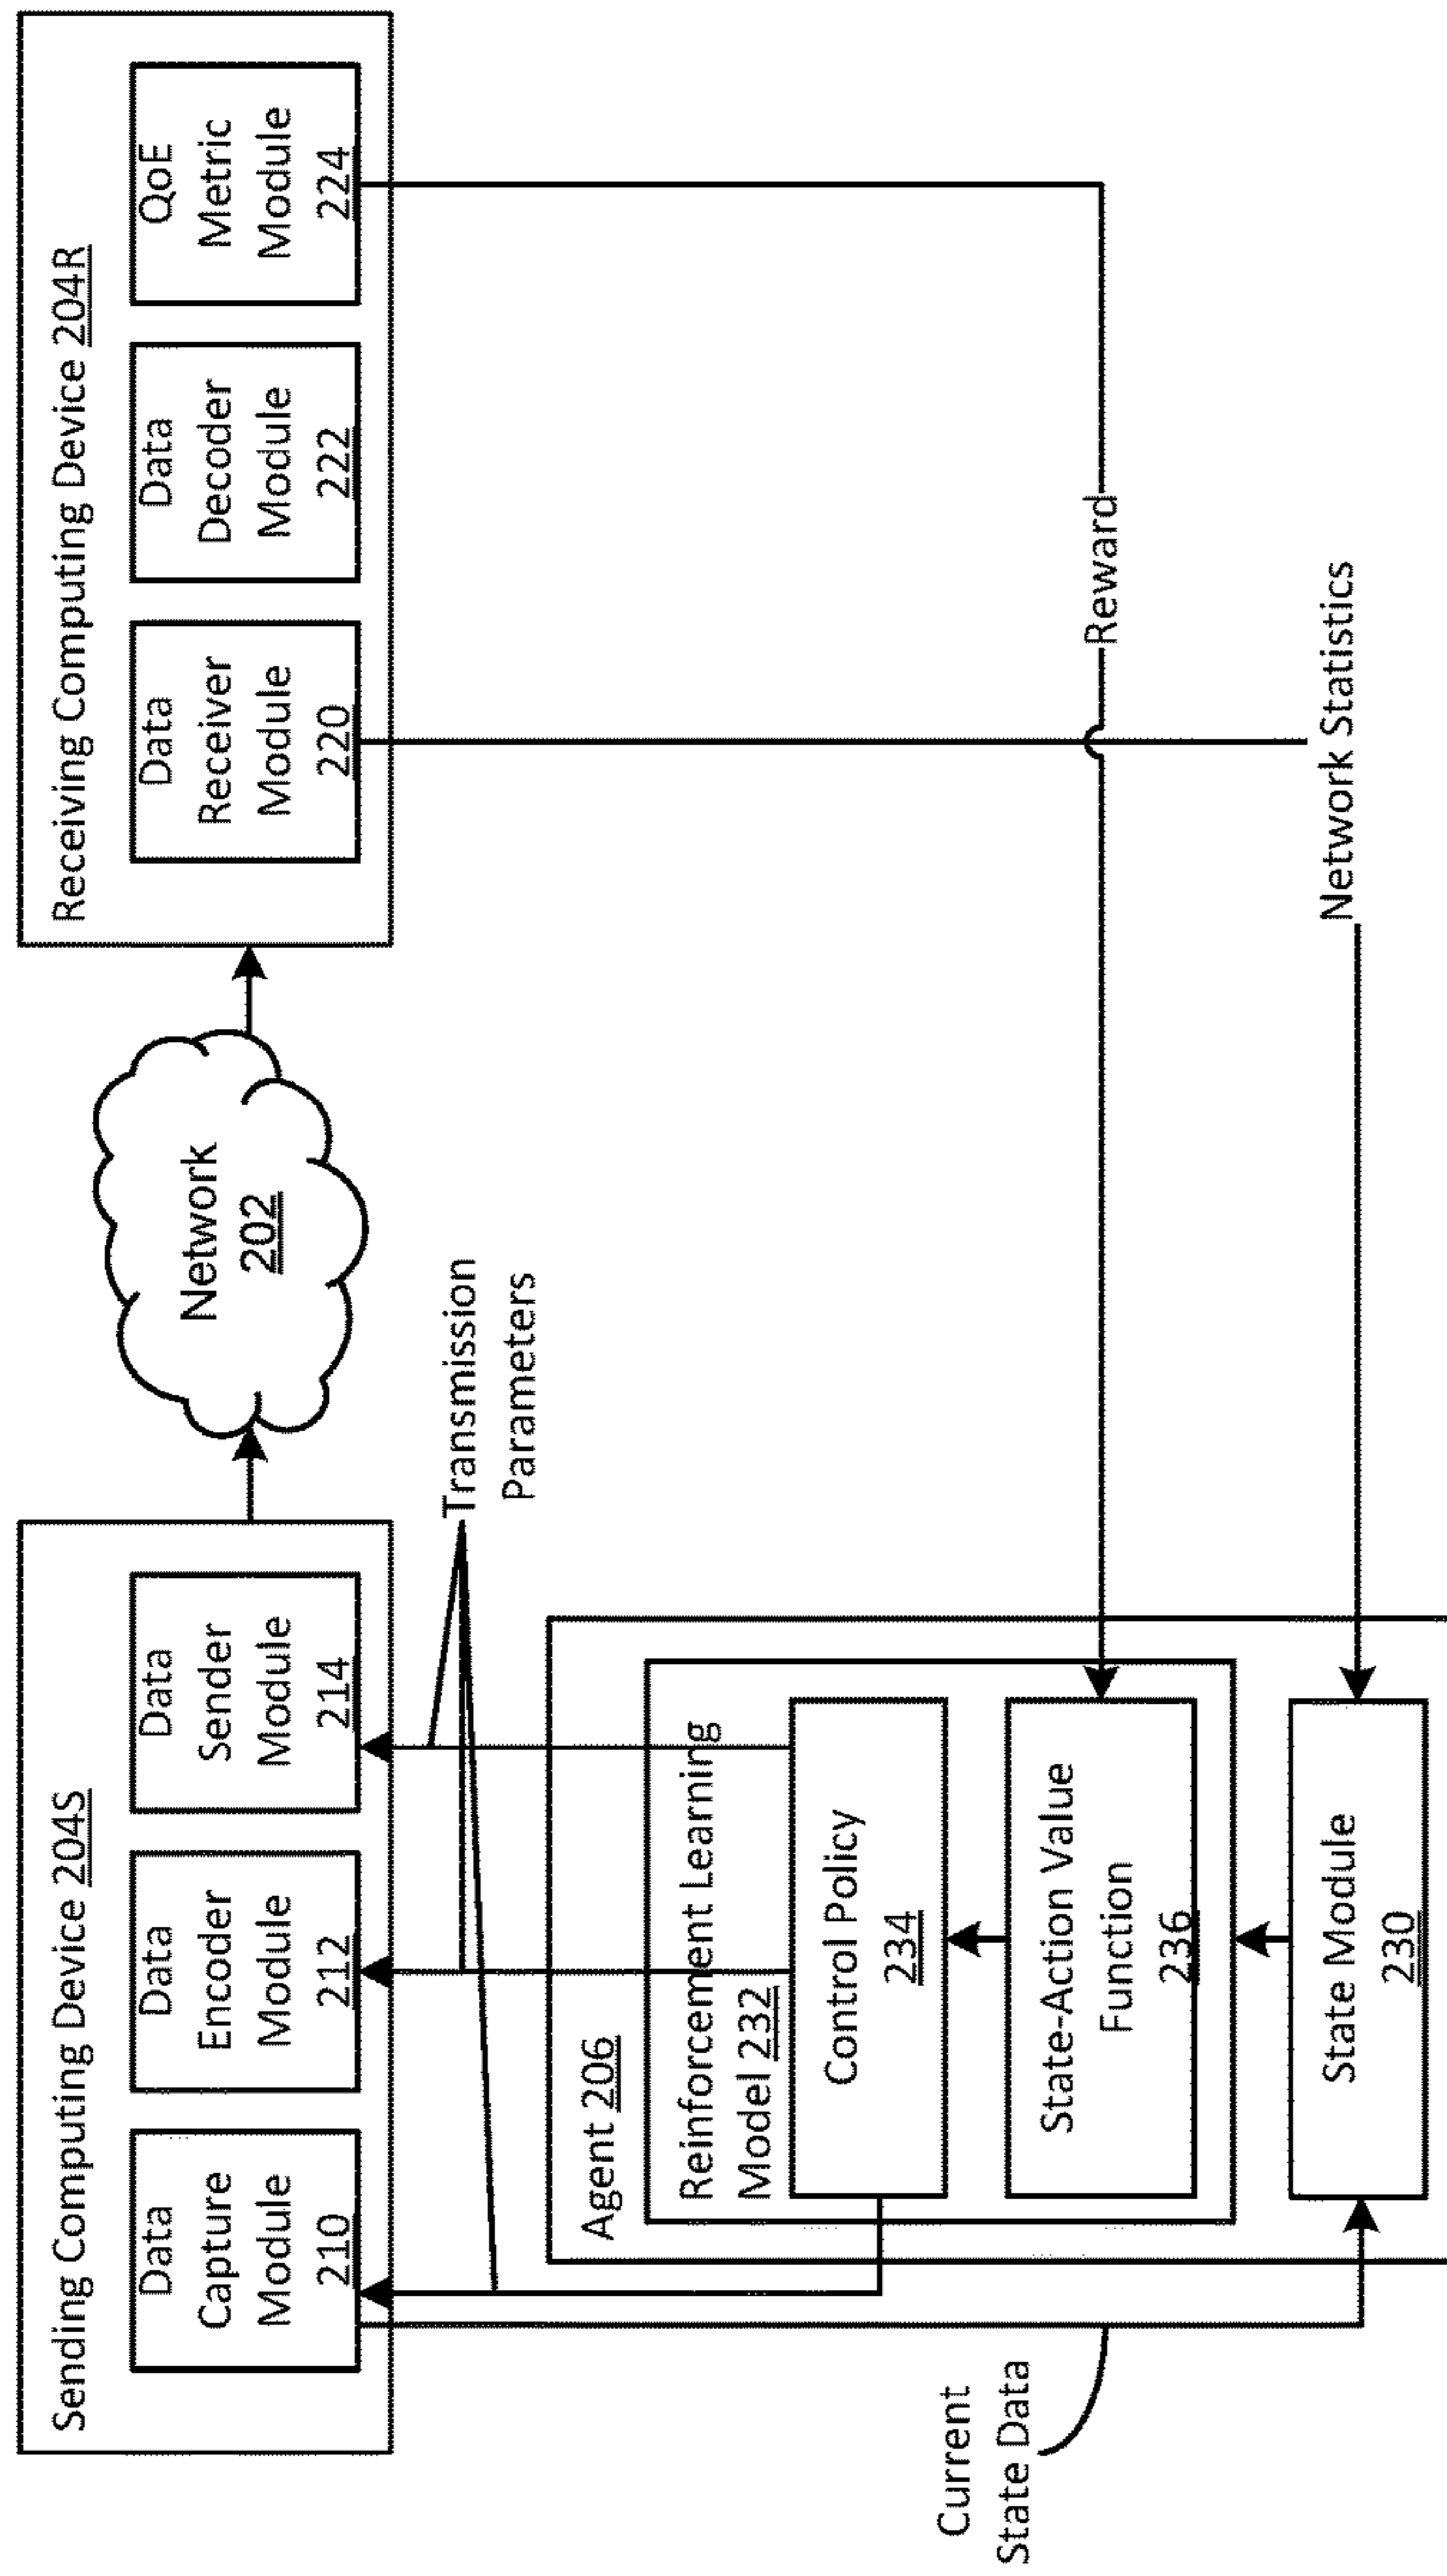 Sending Computing Device 204S
Data
Capture
Module
210
Data
Encoder
Module
212
Data
Sender
Module
214
Network
202
Receiving Computing Device 204R
Data
Receiver
Module
220
Data
Decoder
Module
222
QoE
Metric
Module
224
Transmission
Parameters
Agent 206
Reinforcement Learning
Model 232
Control Policy
234
State-Action Value
Function
236
State Module
230
Current
State Data
Reward
Network Statistics